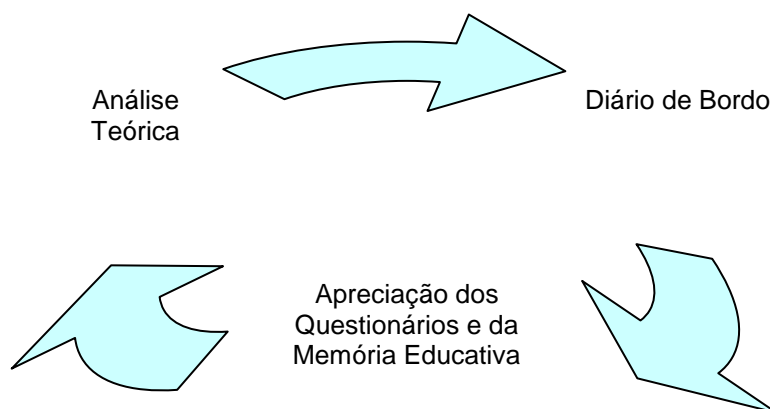 Análise
Teórica
Diário de Bordo
Apreciação dos
Questionários e da
Memória Educativa